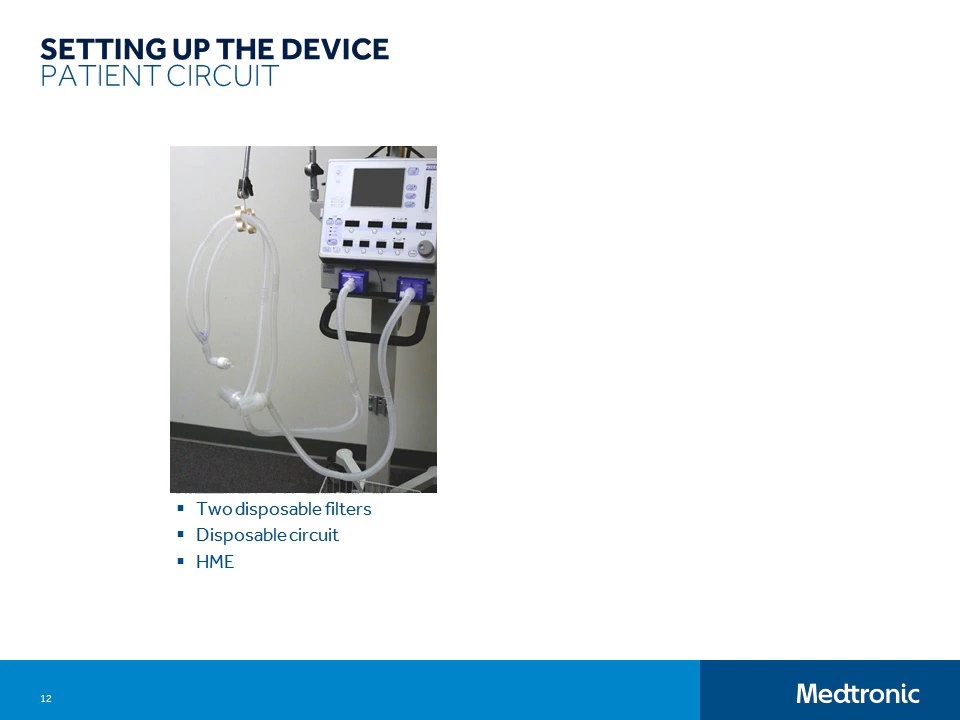 SETTING UP THE DEVICE
PATIENT CIRCUIT
▪ Two disposable filters
▪ Disposable circuit
▪ HME
12
Medtronic